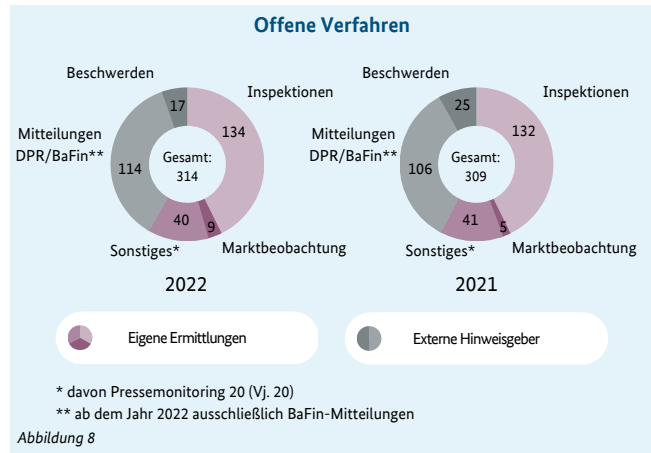 Offene Verfahren
Beschwerden
Inspektionen
17
134
Mitteilungen
DPR/BaFin**
Gesamt:
314
114
40
9
Sonstiges*
Marktbeobachtung
2022
Beschwerden
Inspektionen
25
132
Mitteilungen
DPR/BaFin**
Gesamt:
309
106
41
5
Sonstiges*
Marktbeobachtung
2021
Eigene Ermittlungen
Externe Hinweisgeber
* davon Pressemonitoring 20 (Vj. 20)
** ab dem Jahr 2022 ausschließlich BaFin-Mitteilungen
Abbildung 8